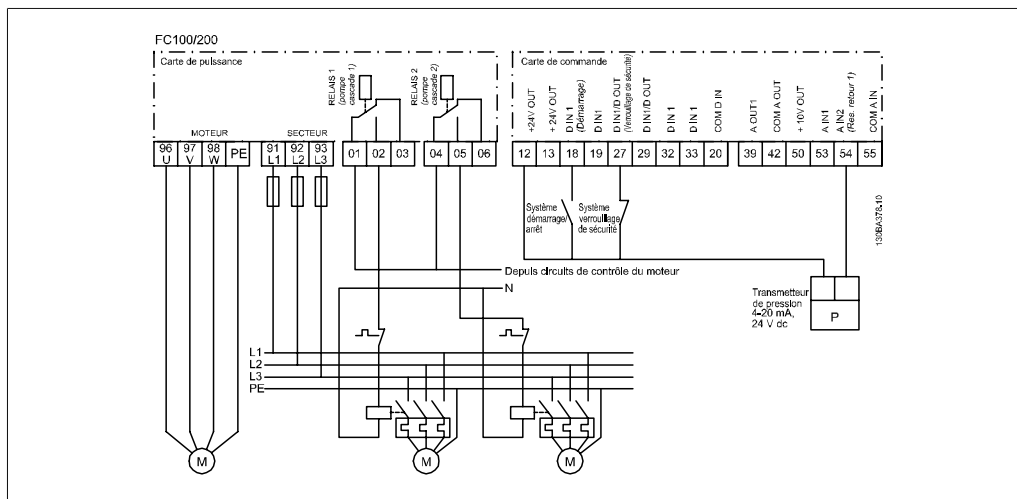 FC100/200
Carte de puissance
Carte de commande
RELAIS 1
(pompe
cascade 1)
RELAIS 2
(pompe
cascade 2)
+24V OUT
+ 24V OUT
D IN 1
(Démarrage)
D IN1
D IN1/D OUT
(Verrouillage de sécurité)
D IN1/D OUT
D IN 1
D IN 1
COM D IN
A OUT1
COM A OUT
+ 10V OUT
A IN1
A IN2
(Res. retour 1)
COM A IN
MOTEUR
SECTEUR
96 97 98 PE 91 92 93 01 02 03 04 05 06 12 13 18 19 27 29 32 33 20 39 42 50 53 54 55
U V W L1 L2 L3
Système
démarrage/
arrêt
Système
verrouillage
de sécurité
130BA378.10
Depuis circuits de contrôle du moteur
N
Transmetteur
de pression
4-20 mA,
24 V dc
P
L1
L2
L3
PE
M
M
M